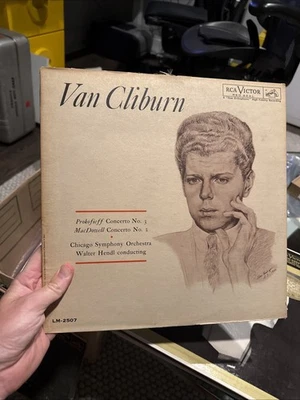 Van Cliburn
RCA VICTOR
Prokofieff Concerto No. 3
MacDowell Concerto No. 2
Chicago Symphony Orchestra
Walter Hendl conducting
LM-2507